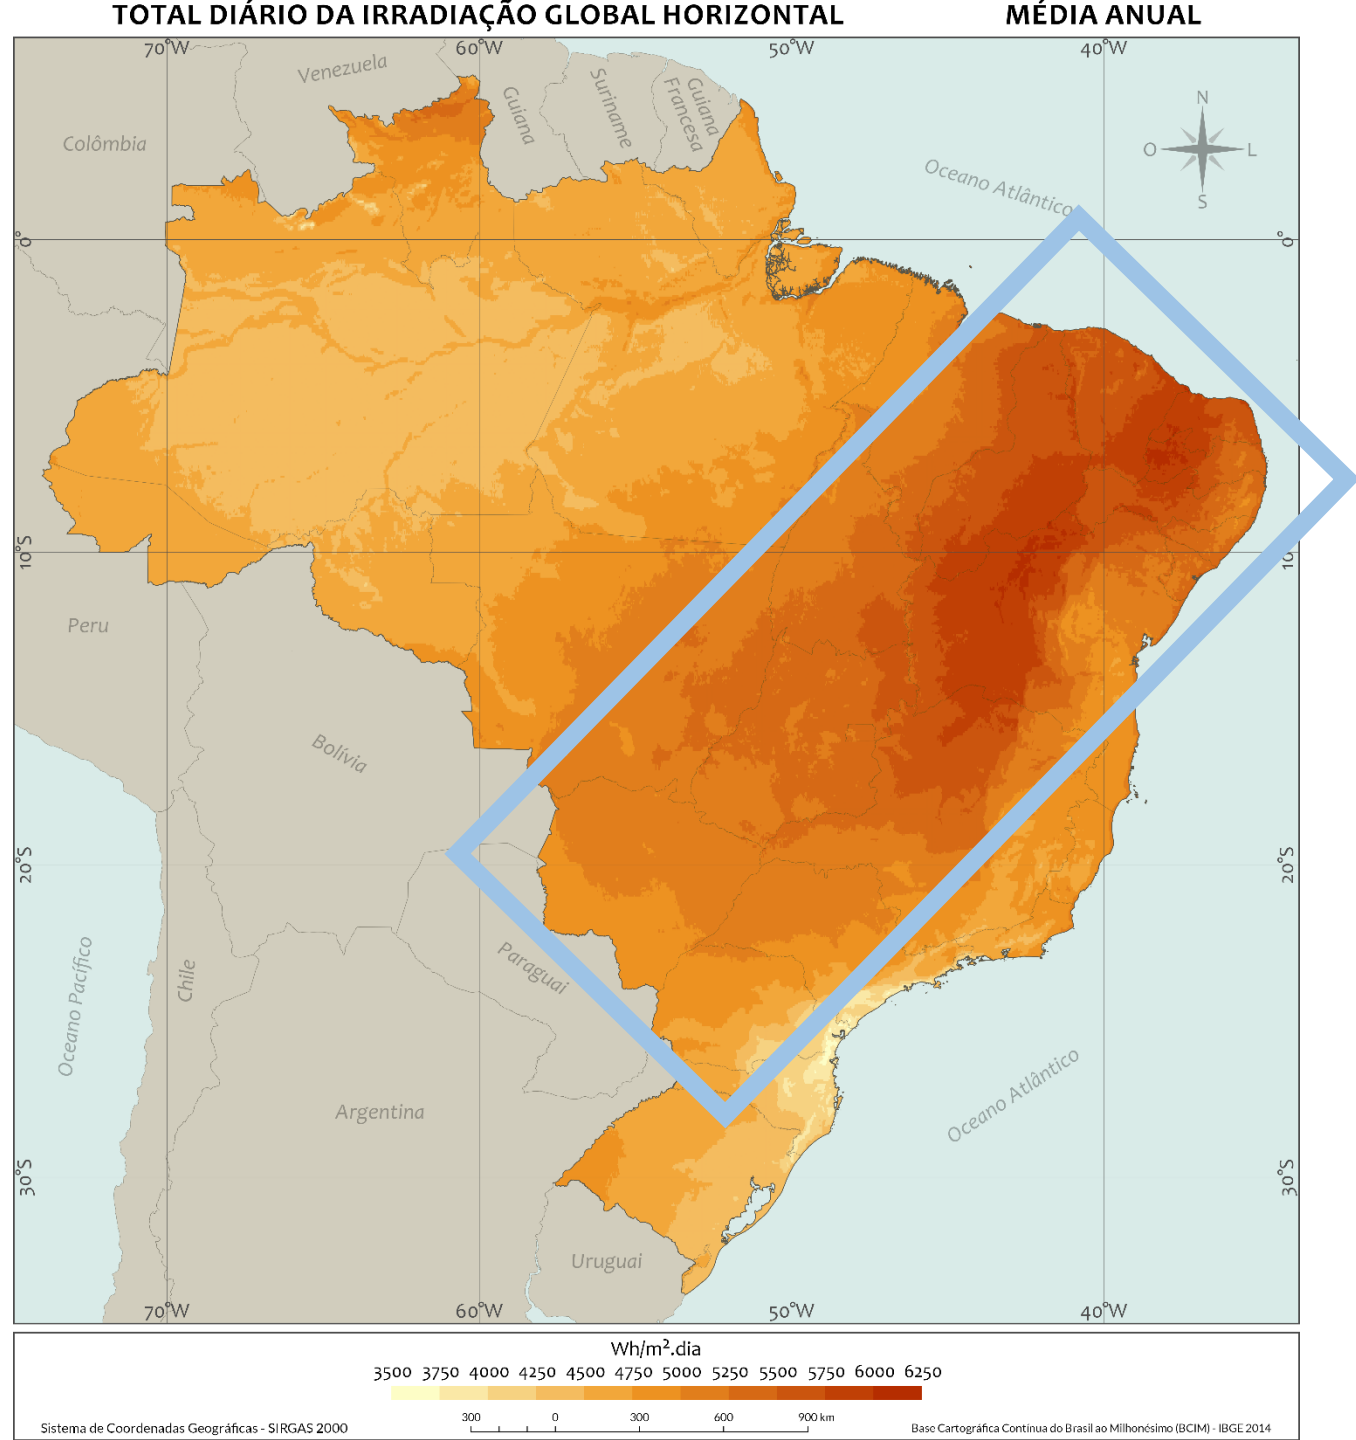 TOTAL DIÁRIO DA IRRADIAÇÃO GLOBAL HORIZONTAL MÉDIA ANUAL
70°W 60°W 50°W 40°W
Venezuela
Colômbia
Guiana
Suriname
Guiana
Francesa
N
O L
S
Oceano Atlântico
0° 0°
10°S 10°
Peru
Bolívia
20°S 20°S
Paraguai
Chile
Oceano Pacífico
Argentina
Oceano Atlântico
30°S 30°S
Uruguai
70°W 60°W 50°W 40°W
Wh/m².dia
3500 3750 4000 4250 4500 4750 5000 5250 5500 5750 6000 6250
300 0 300 600 900 km
Sistema de Coordenadas Geográficas - SIRGAS 2000
Base Cartográfica Contínua do Brasil ao Milhonésimo (BCIM) - IBGE 2014